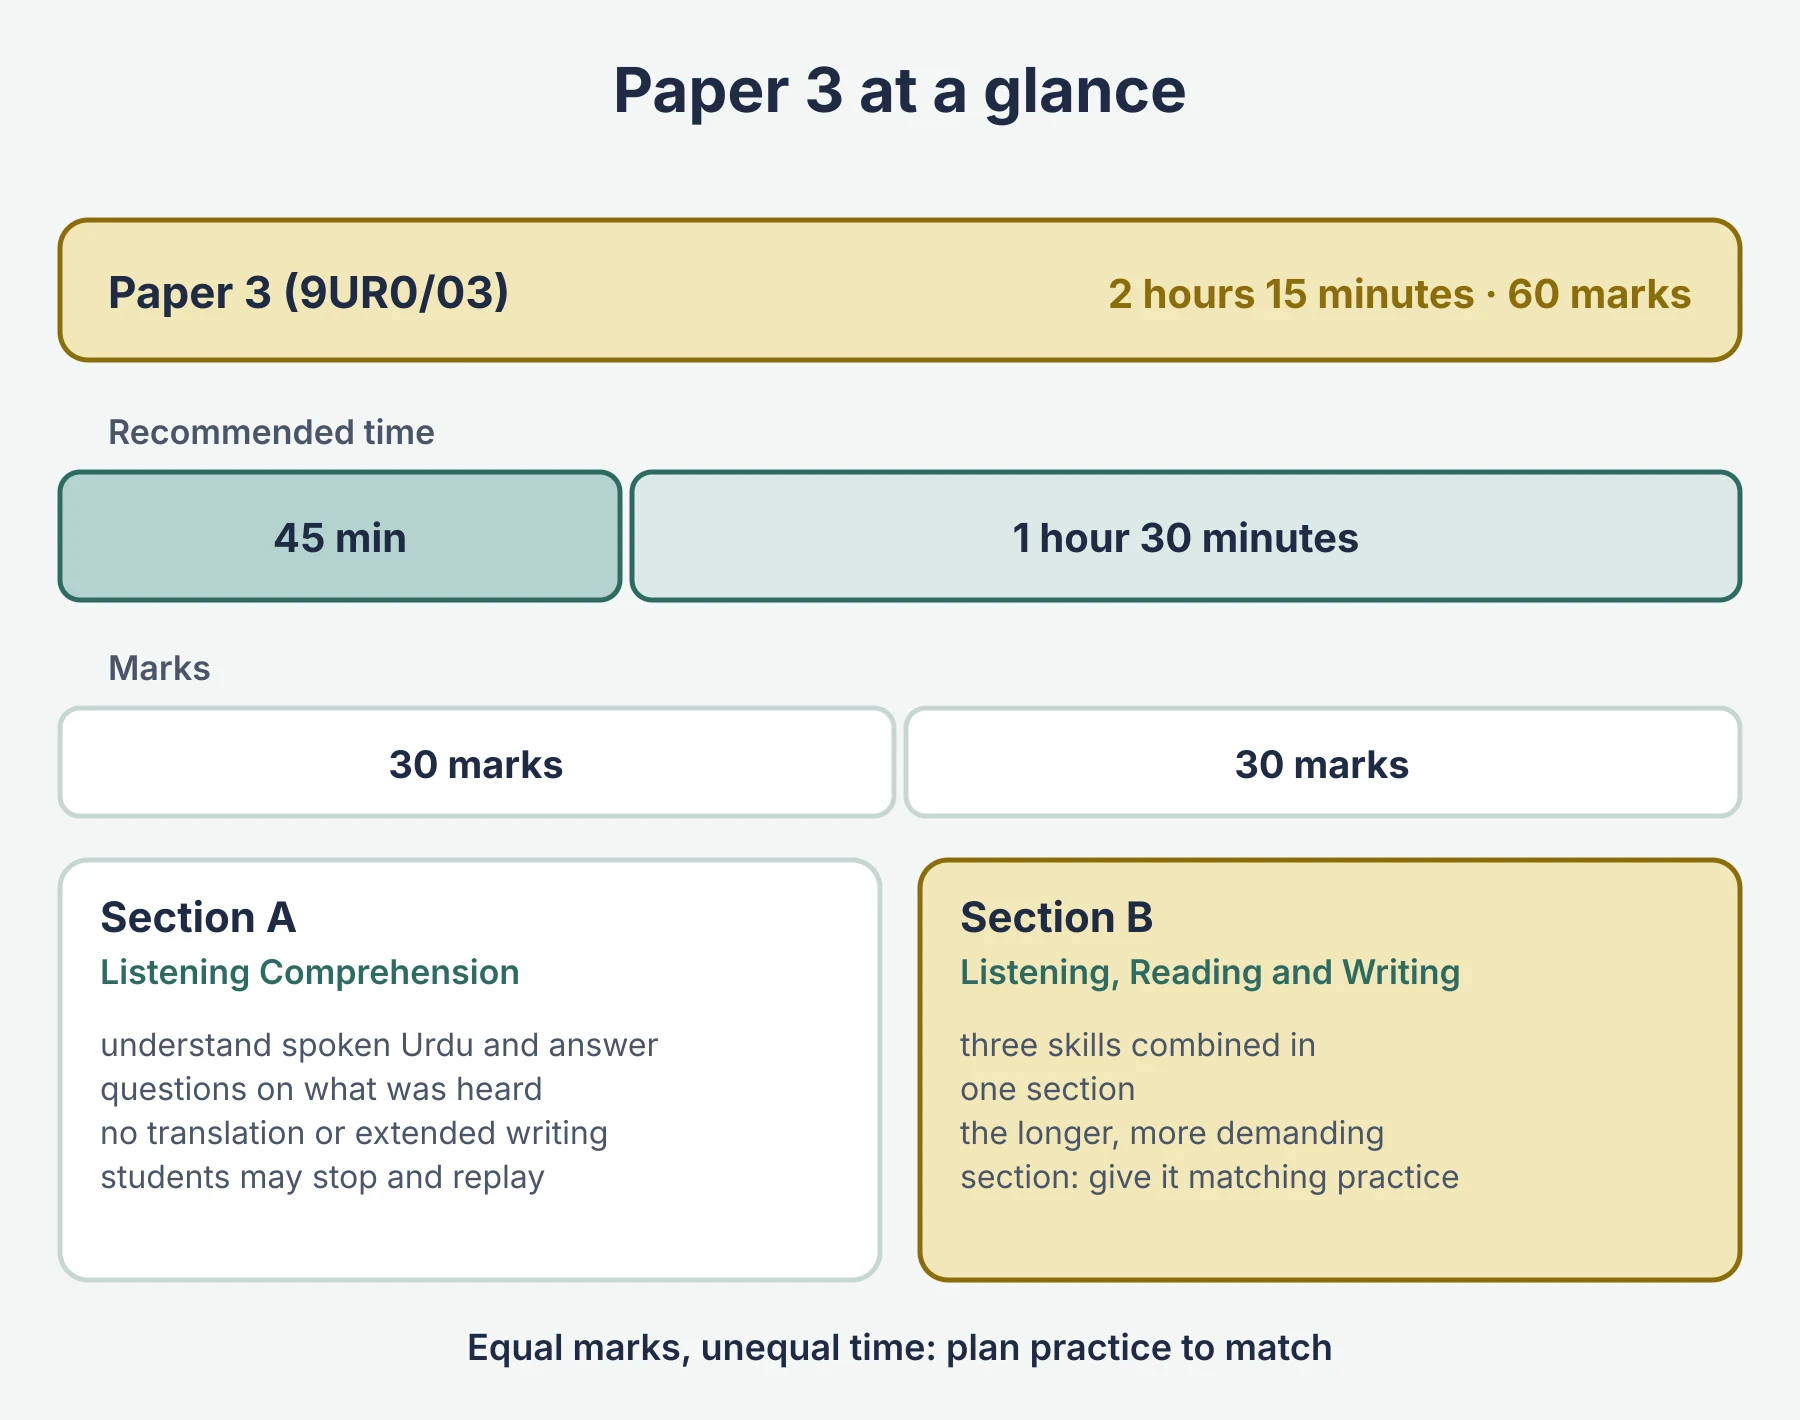 Paper 3 at a glance
Paper 3 (9UR0/03)
2 hours 15 minutes · 60 marks
Recommended time
45 min
1 hour 30 minutes
Marks
30 marks
30 marks
Section A
Listening Comprehension
understand spoken Urdu and answer
questions on what was heard
no translation or extended writing
students may stop and replay
Section B
Listening, Reading and Writing
three skills combined in
one section
the longer, more demanding
section: give it matching practice
Equal marks, unequal time: plan practice to match